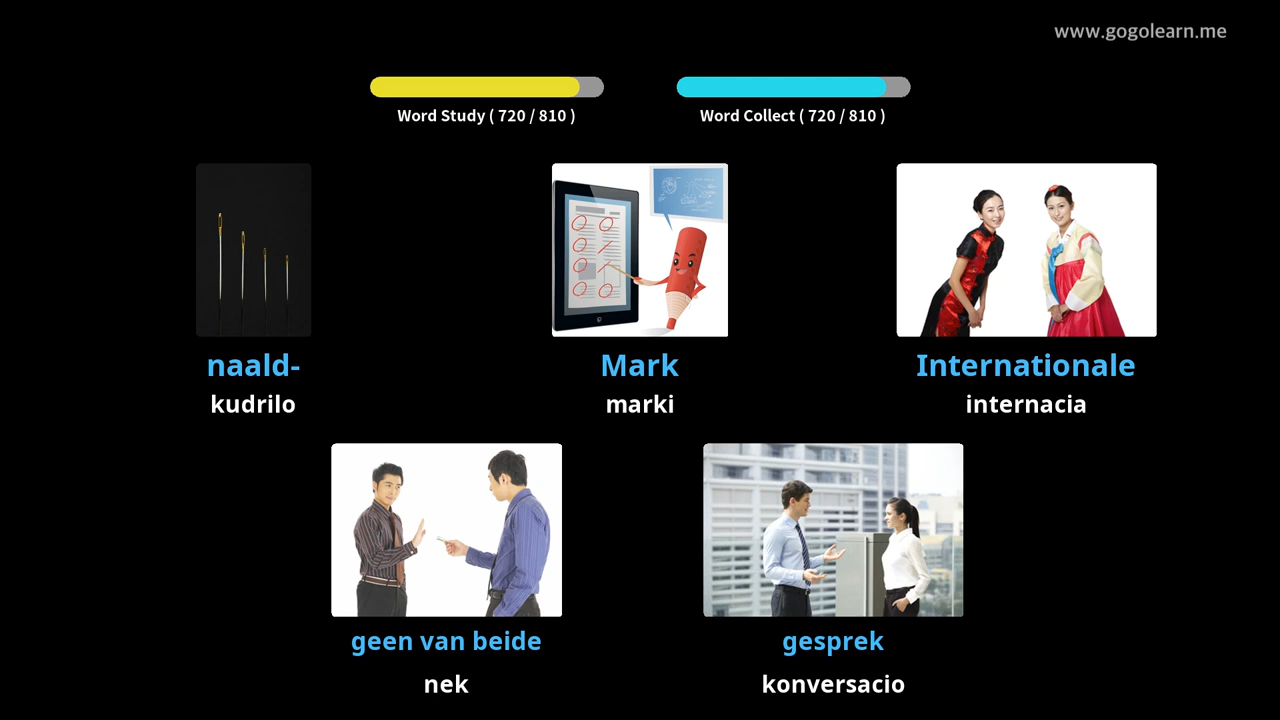 www.gogolearn.me
Word Study ( 720 / 810 )
Word Collect ( 720 / 810 )
naald-
kudrilo
Mark
marki
Internationale
internacia
geen van beide
nek
gesprek
konversacio